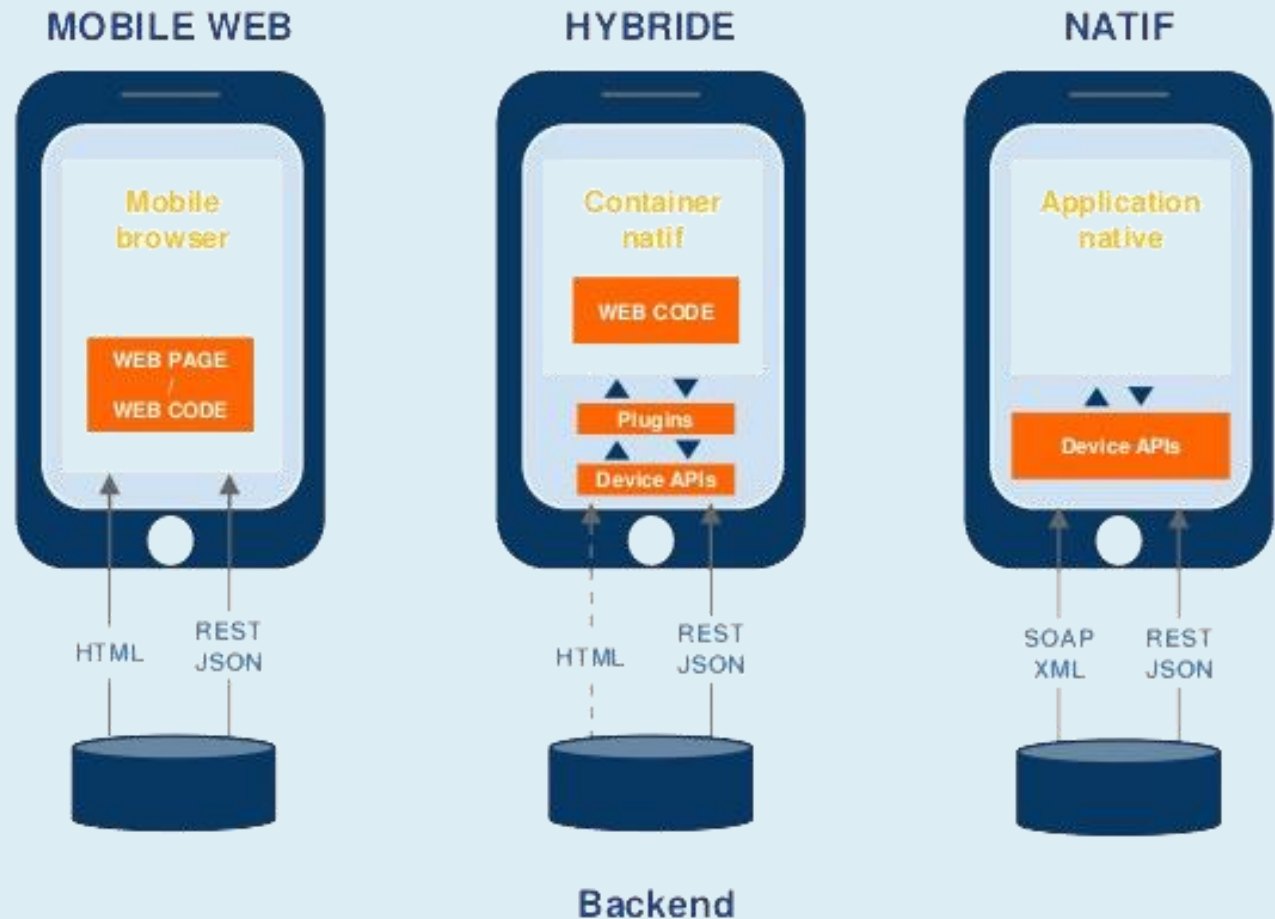 MOBILE WEB
HYBRIDE
NATIF
Mobile
browser
WEB PAGE
/
WEB CODE
Container
natif
WEB CODE
Plugins
Device APIs
Application
native
Device APIs
HTML
REST
JSON
HTML
REST
JSON
SOAP
XML
REST
JSON
Backend